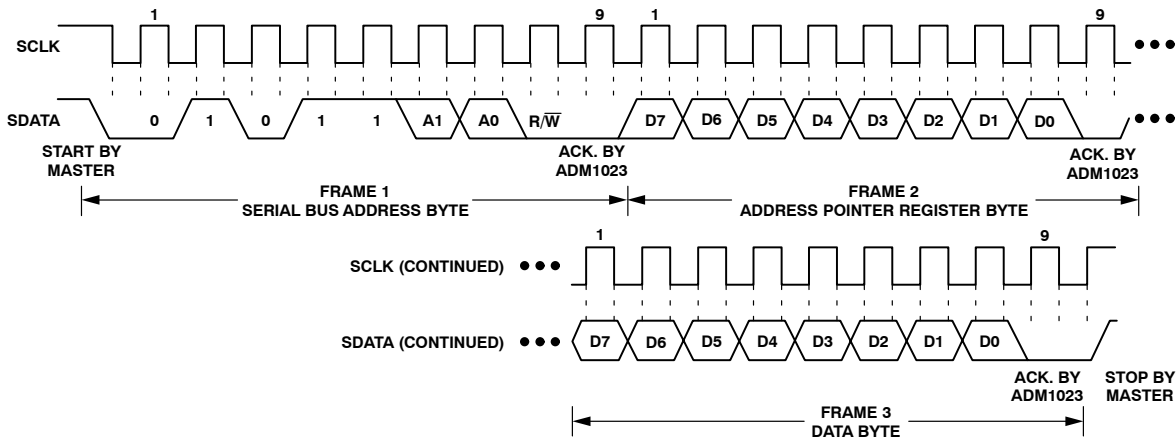 1 9 1 9
SCLK
SDATA 0 1 0 1 1 A1 A0 R/W̅ D7 D6 D5 D4 D3 D2 D1 D0
START BY
MASTER
ACK. BY
ADM1023
ACK. BY
ADM1023
FRAME 1
SERIAL BUS ADDRESS BYTE
FRAME 2
ADDRESS POINTER REGISTER BYTE
1 9
SCLK (CONTINUED)
SDATA (CONTINUED) D7 D6 D5 D4 D3 D2 D1 D0
ACK. BY
ADM1023
STOP BY
MASTER
FRAME 3
DATA BYTE